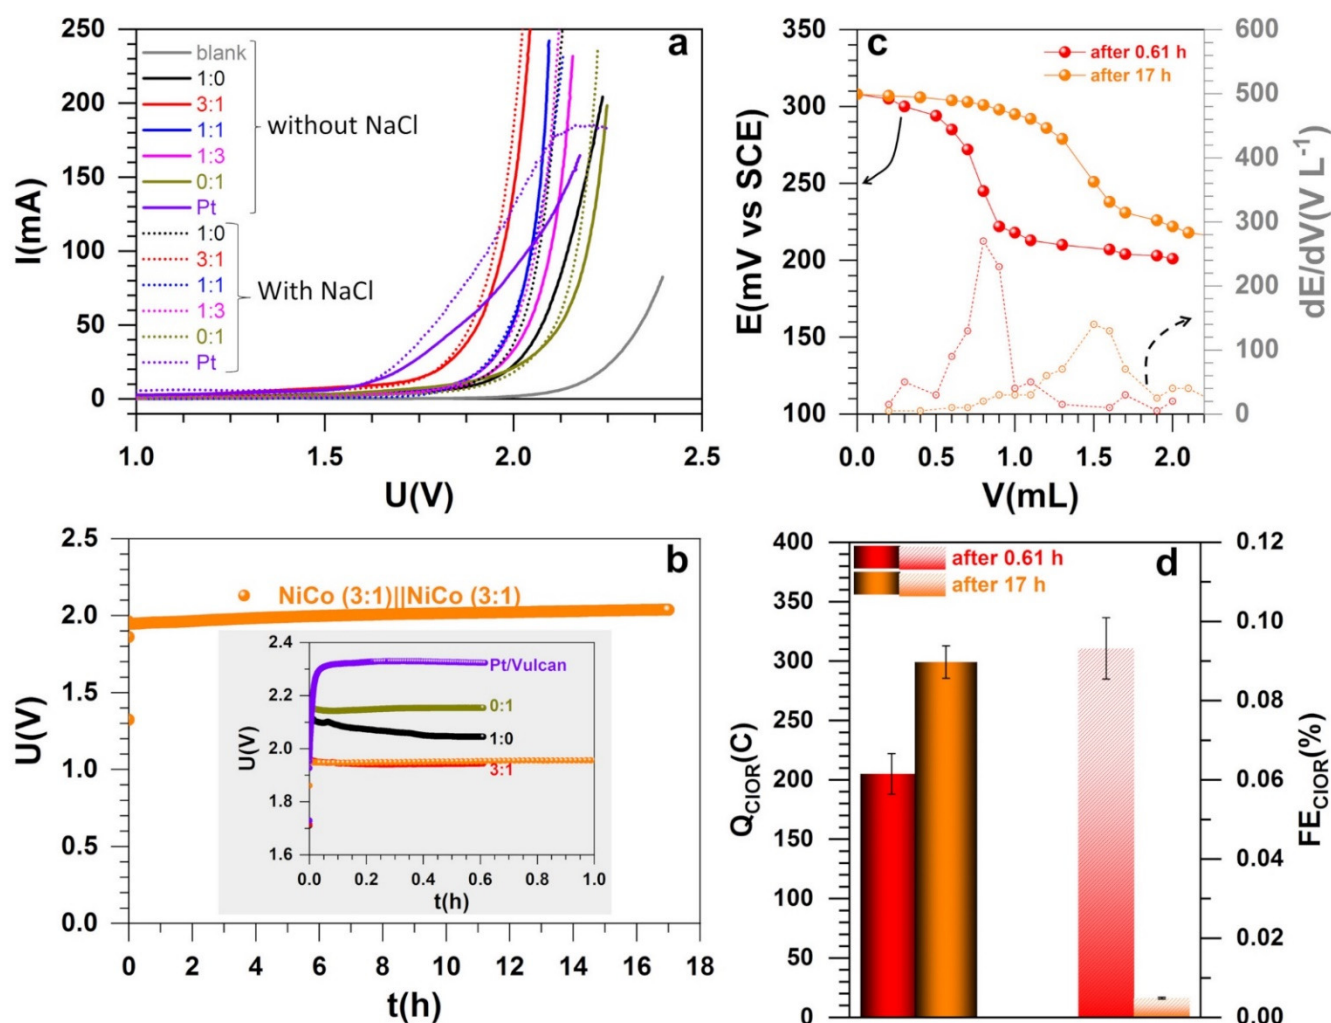 a
I(mA)
250
200
150
100
50
0
blank
1:0
3:1
1:1
1:3
0:1
Pt
without NaCl
1:0
3:1
1:1
1:3
0:1
Pt
With NaCl
1.0 1.5 2.0 2.5
U(V)
c
E(mV vs SCE)
350
300
250
200
150
100
after 0.61 h
after 17 h
600
500
400
300
200
100
0
dE/dV(V L-1)
0.0 0.5 1.0 1.5 2.0
V(mL)
b
U(V)
2.5
2.0
1.5
1.0
0.5
0.0
NiCo (3:1)||NiCo (3:1)
U(V)
2.4
2.2
2.0
1.8
1.6
Pt/Vulcan
0:1
1:0
3:1
0.0 0.2 0.4 0.6 0.8 1.0
t(h)
0 2 4 6 8 10 12 14 16 18
t(h)
d
QClOR(C)
400
350
300
250
200
150
100
50
0
after 0.61 h
after 17 h
0.12
0.10
0.08
0.06
0.04
0.02
0.00
FEClOR(%)